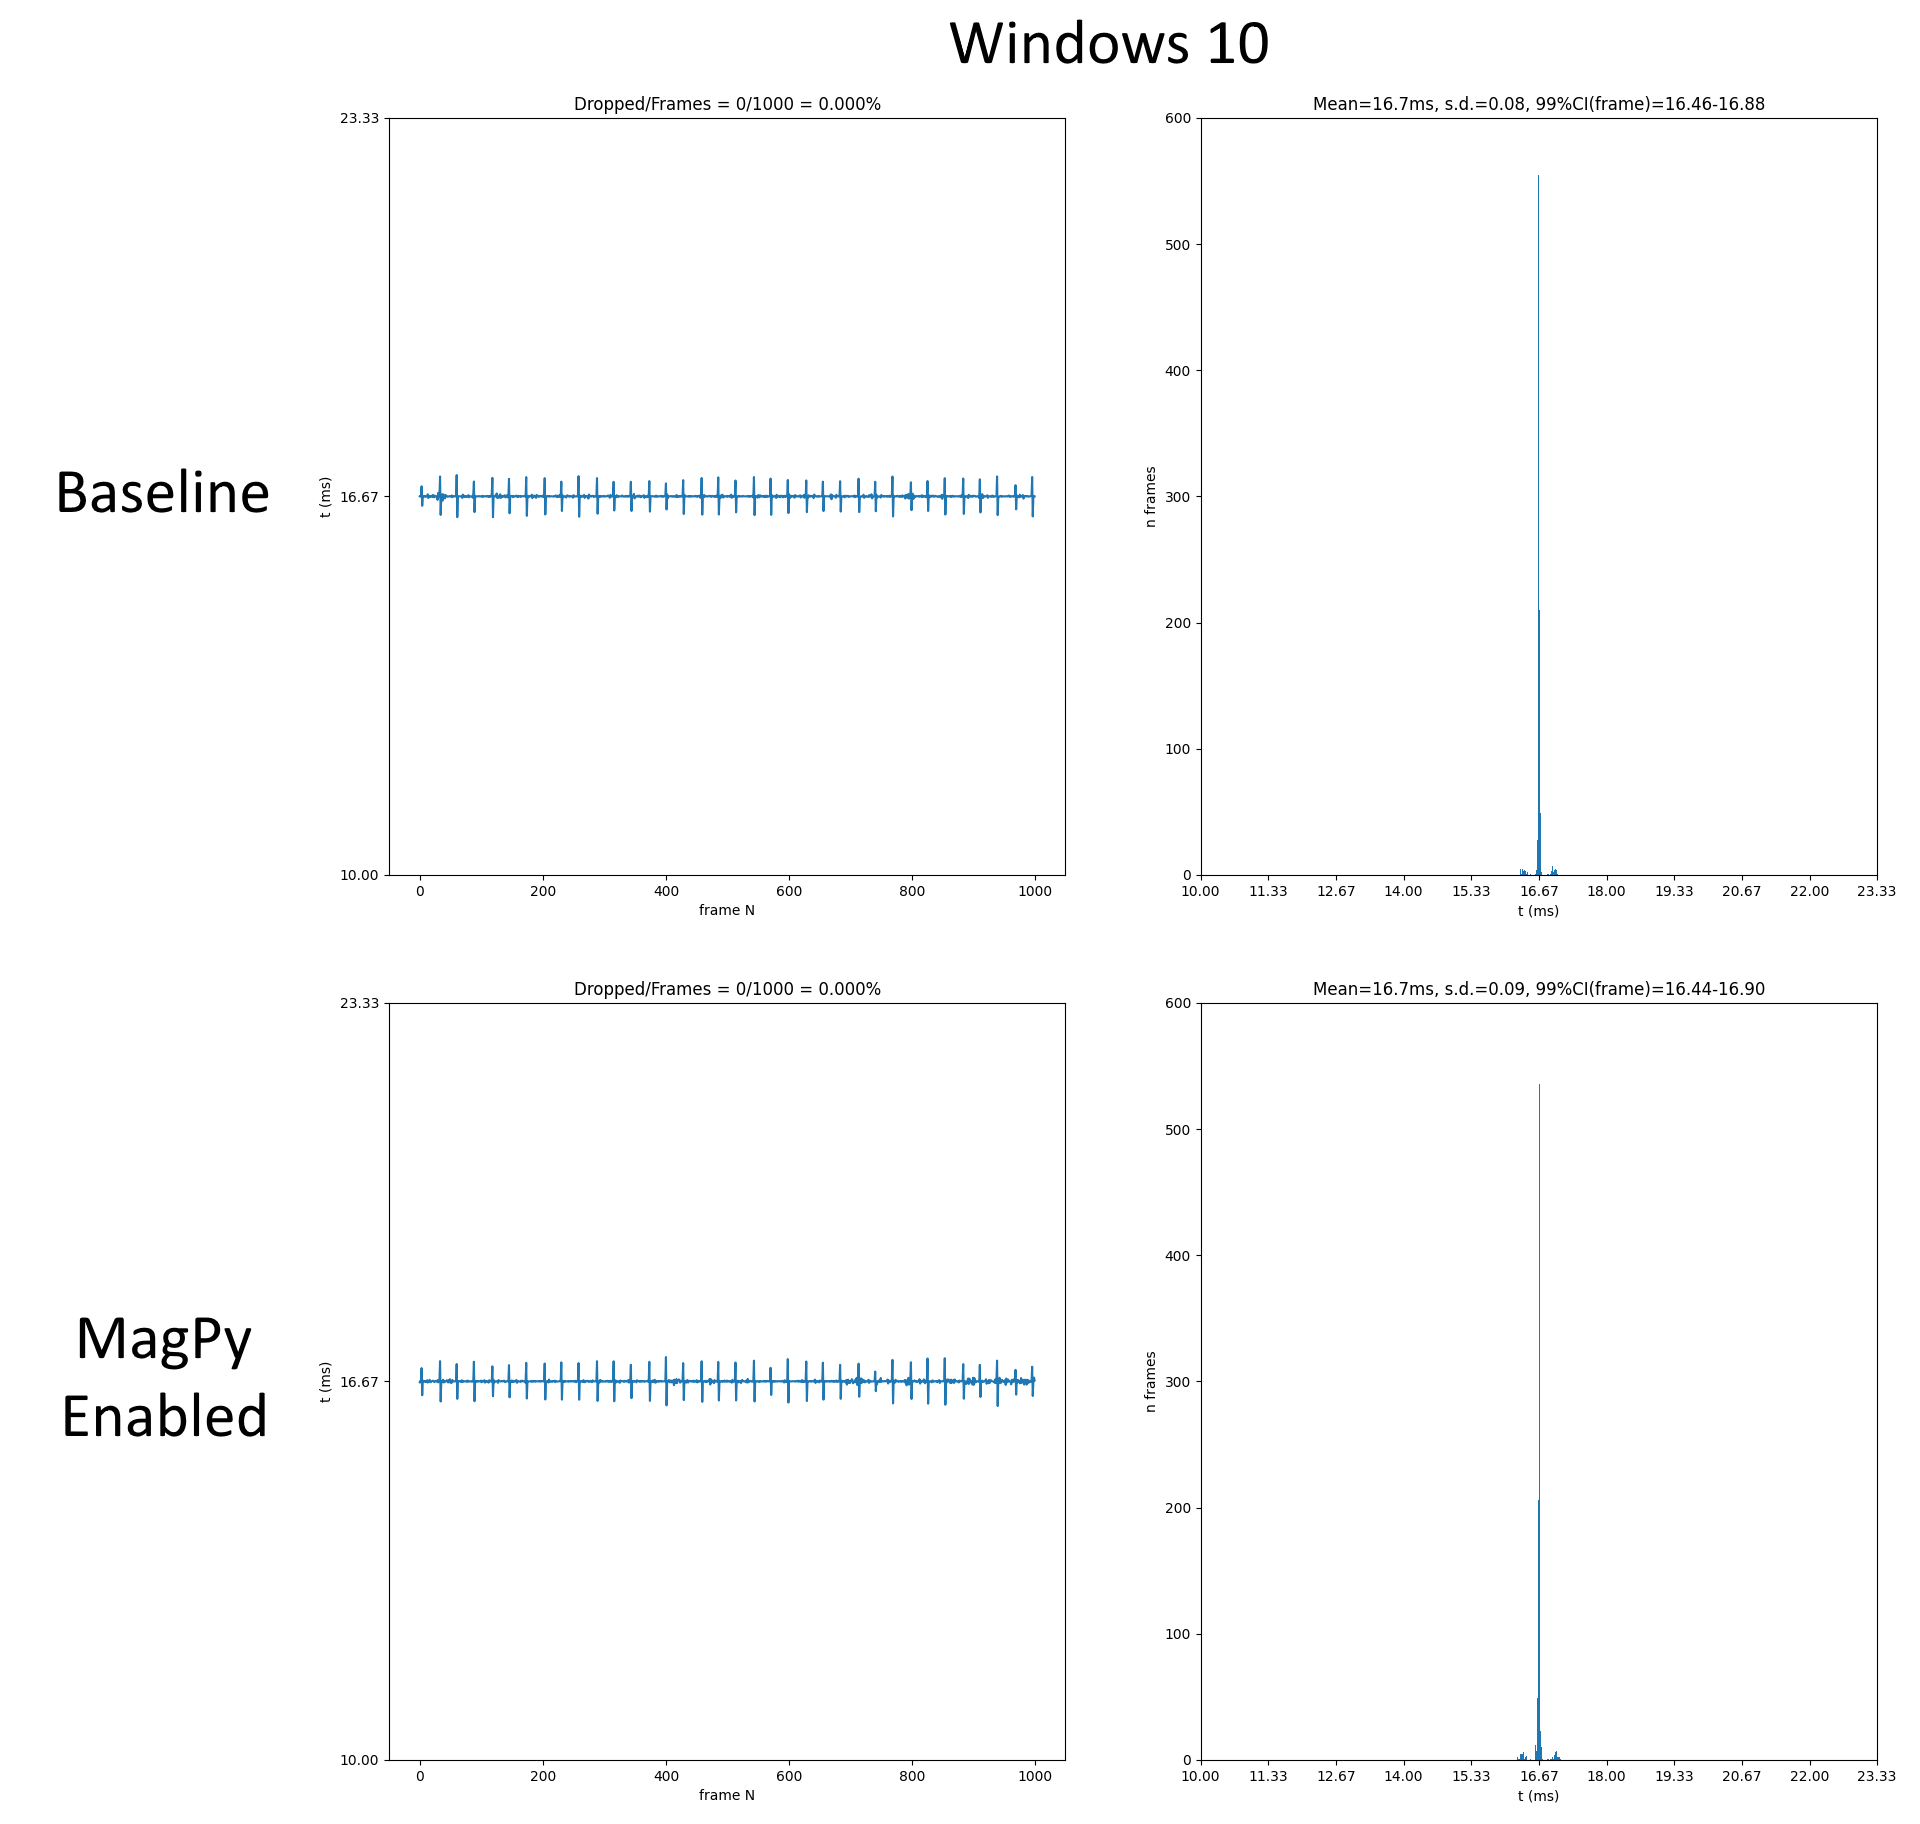 Windows 10
Baseline
Dropped/Frames = 0/1000 = 0.000%
23.33
16.67
10.00
t (ms)
0 200 400 600 800 1000
frame N
Mean=16.7ms, s.d.=0.08, 99%CI(frame)=16.46-16.88
600
500
400
300
200
100
0
n frames
10.00 11.33 12.67 14.00 15.33 16.67 18.00 19.33 20.67 22.00 23.33
t (ms)
MagPy
Enabled
Dropped/Frames = 0/1000 = 0.000%
23.33
16.67
10.00
t (ms)
0 200 400 600 800 1000
frame N
Mean=16.7ms, s.d.=0.09, 99%CI(frame)=16.44-16.90
600
500
400
300
200
100
0
n frames
10.00 11.33 12.67 14.00 15.33 16.67 18.00 19.33 20.67 22.00 23.33
t (ms)